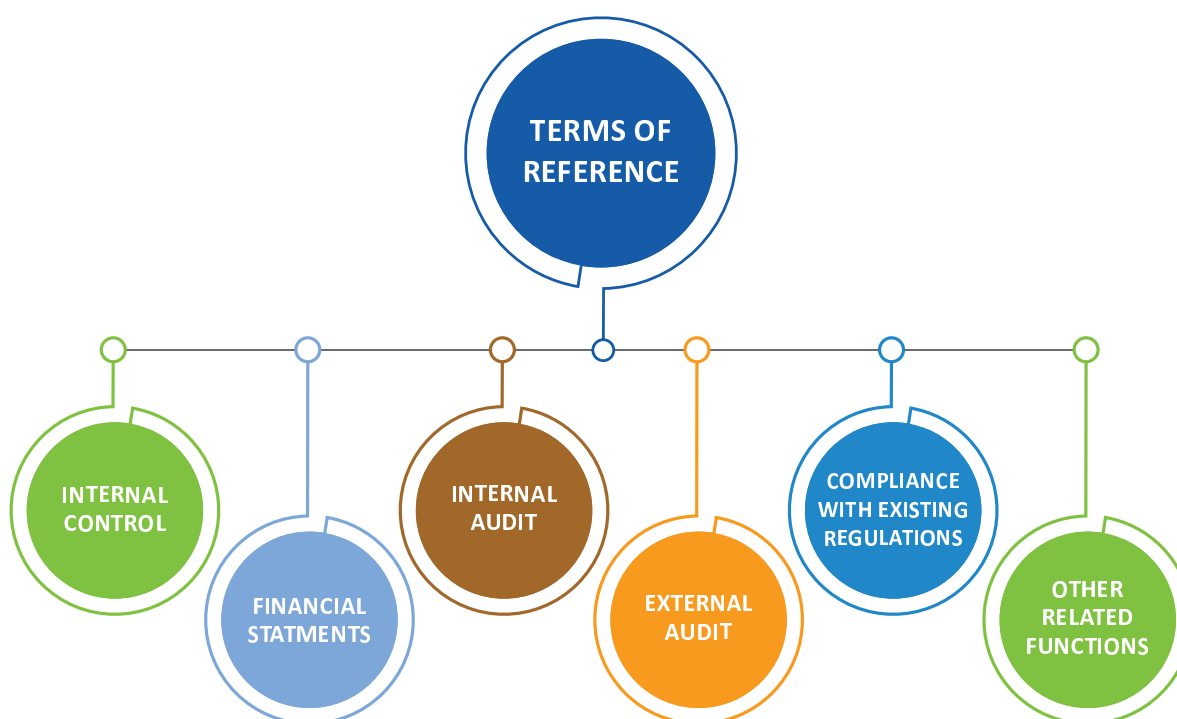 TERMS OF
REFERENCE
INTERNAL
CONTROL
FINANCIAL
STATMENTS
INTERNAL
AUDIT
EXTERNAL
AUDIT
COMPLIANCE
WITH EXISTING
REGULATIONS
OTHER
RELATED
FUNCTIONS